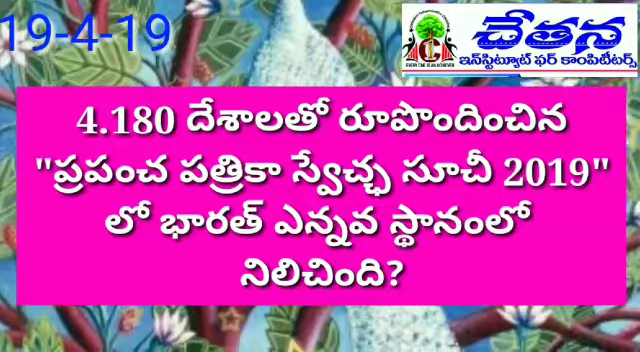 19-4-19
చేతన
ఇన్‌స్టిట్యూట్ ఫర్ కాంపిటీటర్స్
4.180 దేశాలతో రూపొందించిన
"ప్రపంచ పత్రికా స్వేచ్ఛ సూచీ 2019"
లో భారత్ ఎన్నవ స్థానంలో
నిలిచింది?